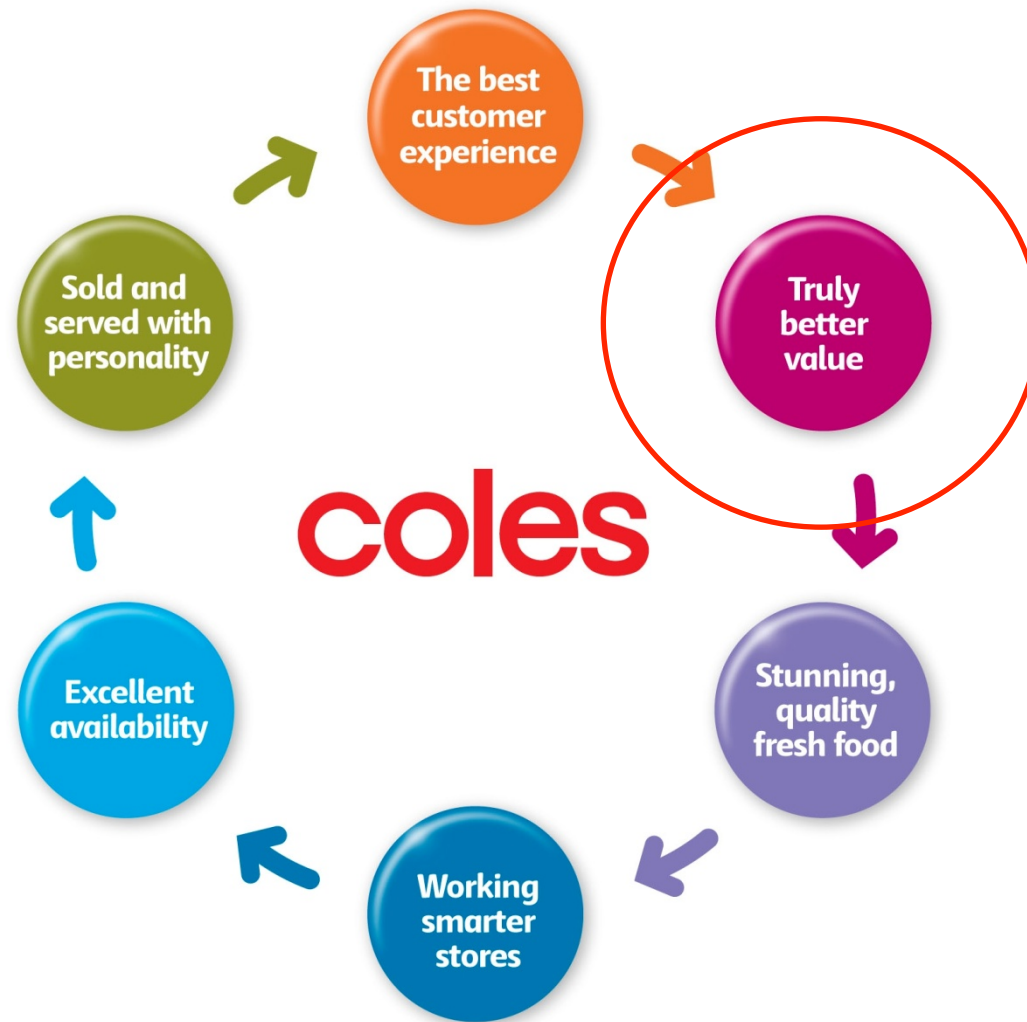 The best
customer
experience
Truly
better
value
Stunning,
quality
fresh food
Working
smarter
stores
Excellent
availability
Sold and
served with
personality
coles